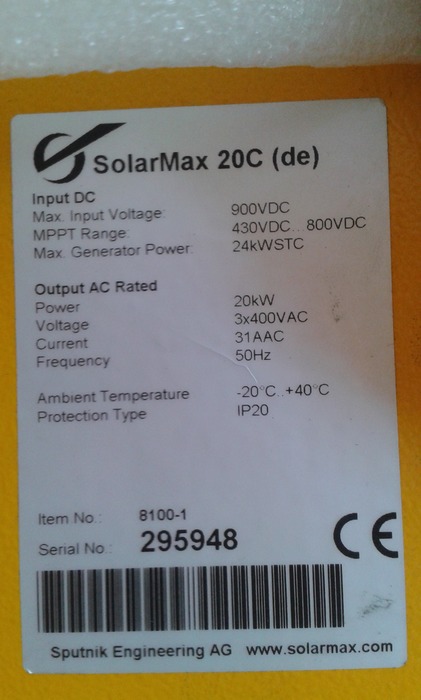 SolarMax 20C (de)
Input DC
Max. Input Voltage: 900VDC
MPPT Range: 430VDC...800VDC
Max. Generator Power: 24kWSTC
Output AC Rated
Power 20kW
Voltage 3x400VAC
Current 31AAC
Frequency 50Hz
Ambient Temperature -20°C..+40°C
Protection Type IP20
Item No.: 8100-1
Serial No.: 295948
CE
Sputnik Engineering AG www.solarmax.com